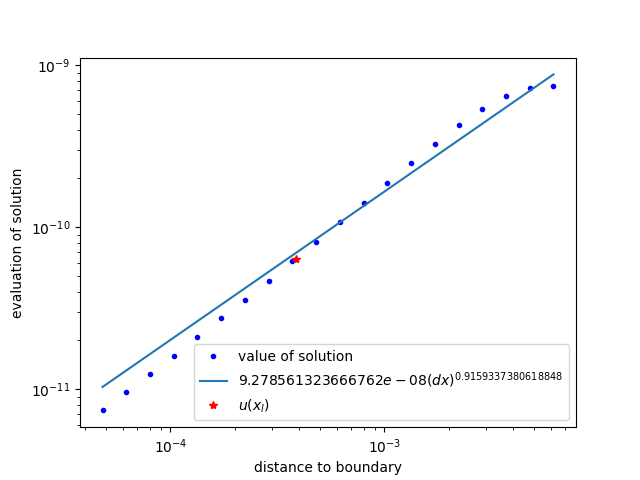 10⁻⁹
10⁻¹⁰
10⁻¹¹
evaluation of solution
value of solution
9.278561323666762e − 08(dx)^0.9159337380618848
u(x_l)
10⁻⁴
10⁻³
distance to boundary